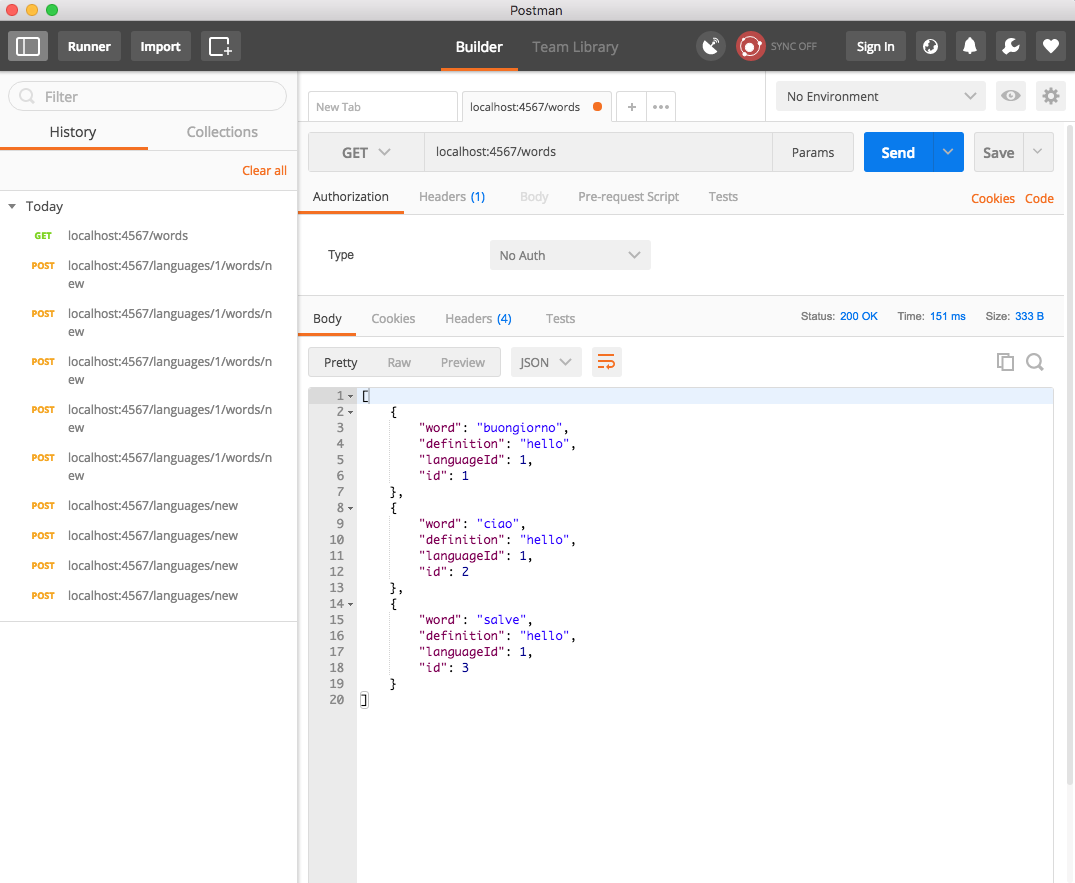 Postman
Runner
Import
Builder
Team Library
SYNC OFF
Sign In
Filter
History
Collections
Clear all
Today
GET localhost:4567/words
POST localhost:4567/languages/1/words/n
ew
POST localhost:4567/languages/1/words/n
ew
POST localhost:4567/languages/1/words/n
ew
POST localhost:4567/languages/1/words/n
ew
POST localhost:4567/languages/1/words/n
ew
POST localhost:4567/languages/new
POST localhost:4567/languages/new
POST localhost:4567/languages/new
POST localhost:4567/languages/new
New Tab
localhost:4567/words
+
•••
No Environment
GET
localhost:4567/words
Params
Send
Save
Authorization
Headers (1)
Body
Pre-request Script
Tests
Cookies
Code
Type
No Auth
Body
Cookies
Headers (4)
Tests
Status: 200 OK
Time: 151 ms
Size: 333 B
Pretty
Raw
Preview
JSON
1 [
2 {
3 "word": "buongiorno",
4 "definition": "hello",
5 "languageId": 1,
6 "id": 1
7 },
8 {
9 "word": "ciao",
10 "definition": "hello",
11 "languageId": 1,
12 "id": 2
13 },
14 {
15 "word": "salve",
16 "definition": "hello",
17 "languageId": 1,
18 "id": 3
19 }
20 ]